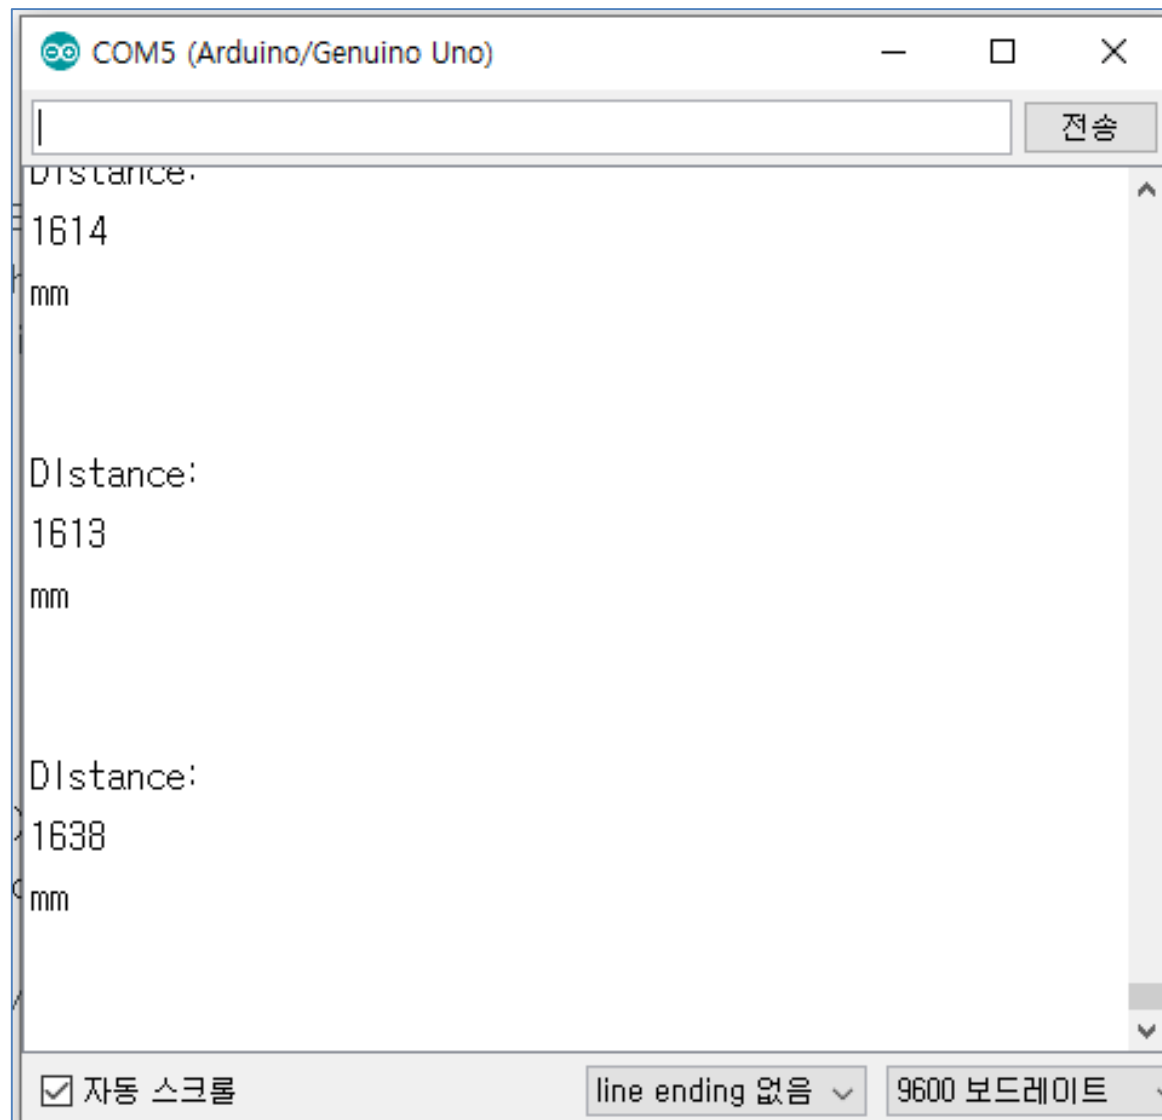 COM5 (Arduino/Genuino Uno)
전송
DIstance:
1614
mm
DIstance:
1613
mm
DIstance:
1638
mm
자동 스크롤
line ending 없음
9600 보드레이트